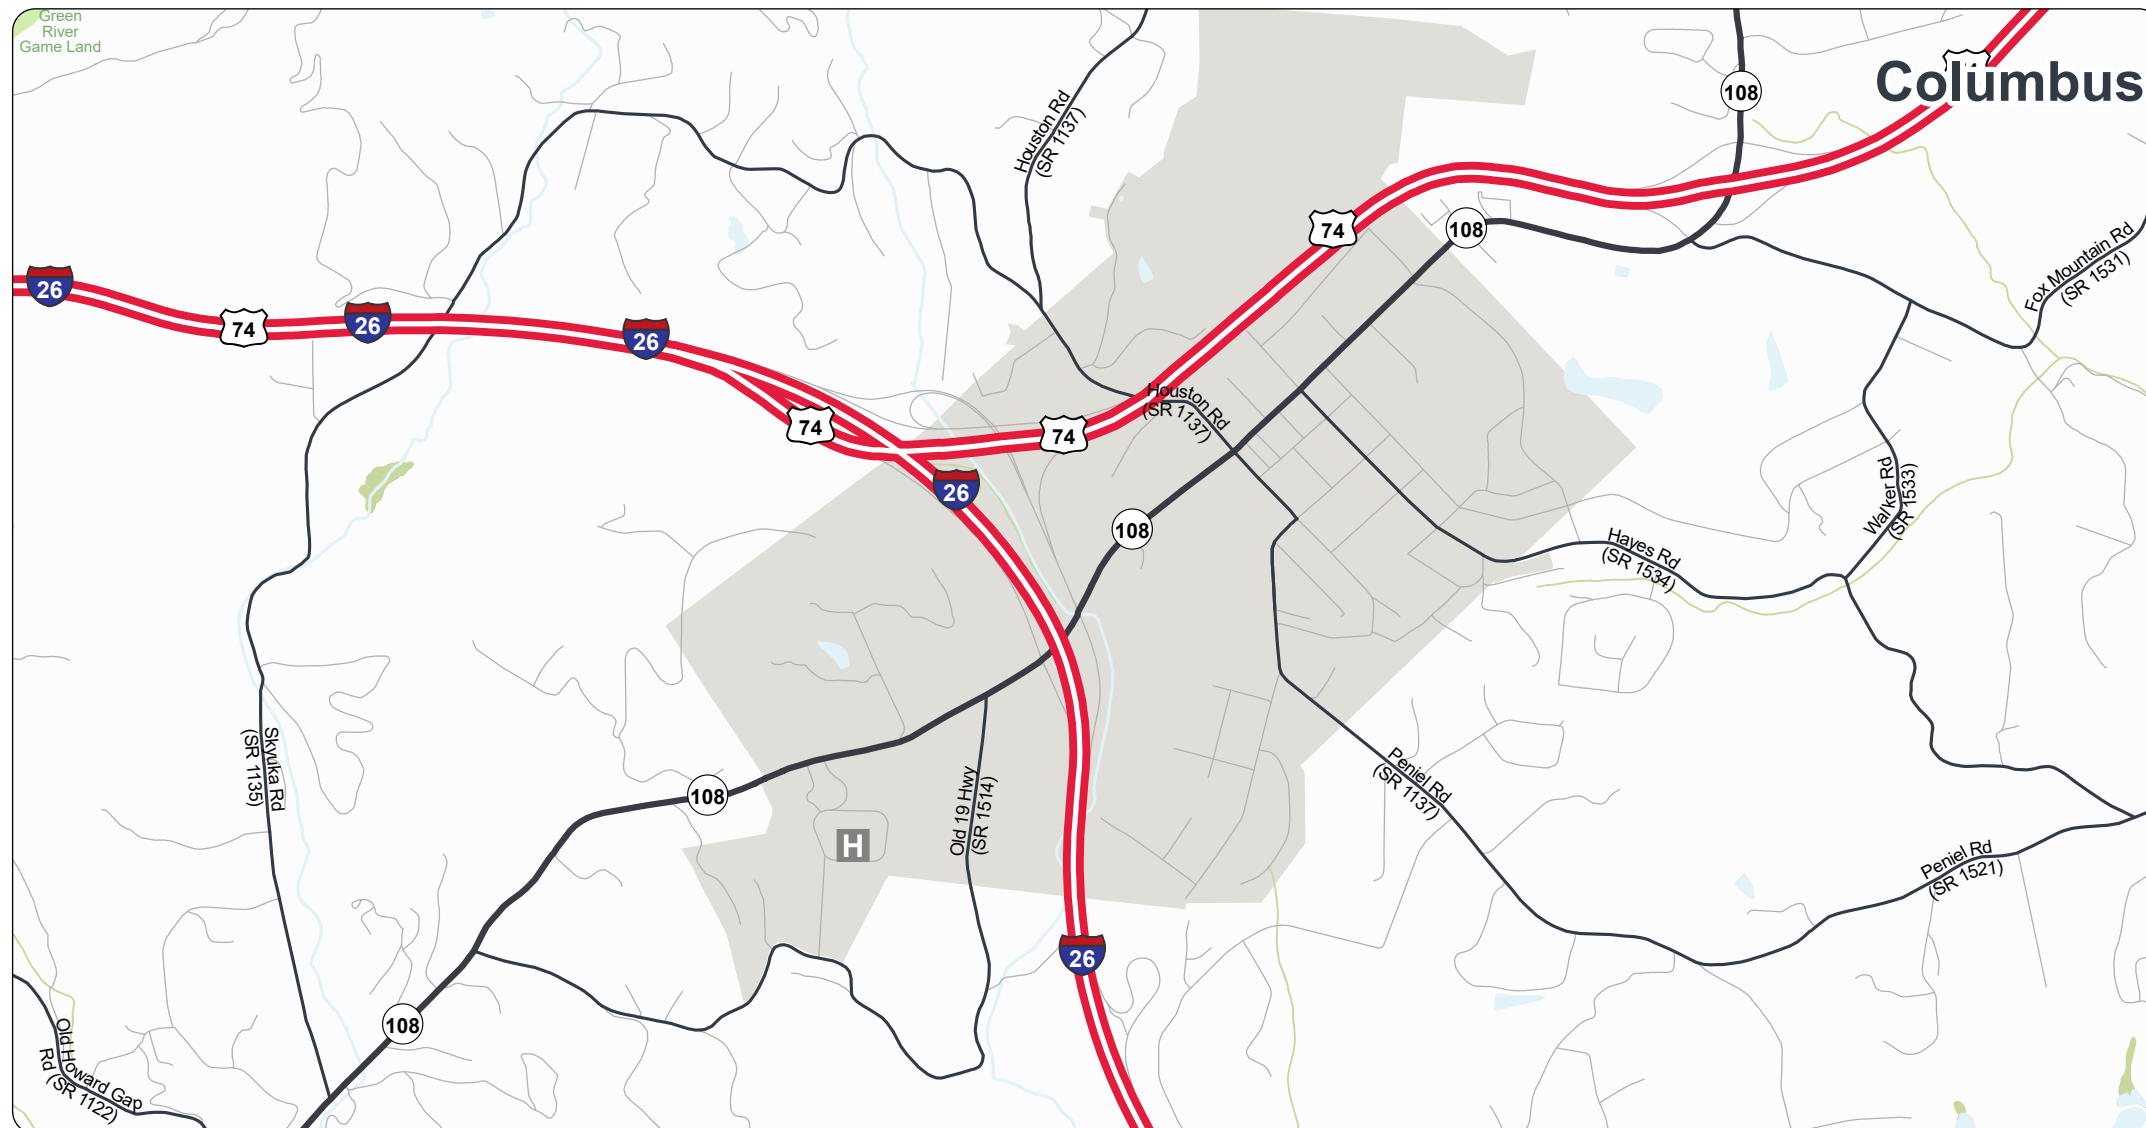 Green
River
Game Land
Columbus
108
Houston Rd
(SR 1137)
74
108
Fox Mountain Rd
(SR 1531)
26
74
26
26
74
74
Houston Rd
(SR 1137)
26
108
Walker Rd
(SR 1533)
Hayes Rd
(SR 1534)
Skyuka Rd
(SR 1135)
108
H
Old 19 Hwy
(SR 1514)
Peniel Rd
(SR 1137)
Peniel Rd
(SR 1521)
26
108
Old Howard Gap
Rd (SR 1122)